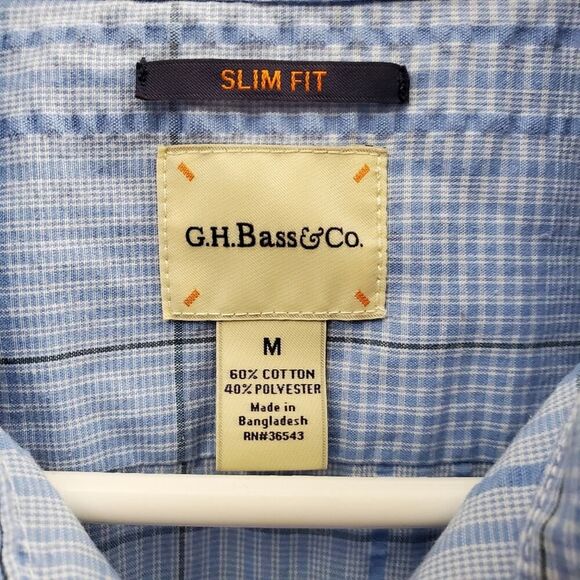 SLIM FIT
G.H.Bass&Co.
M
60% COTTON
40% POLYESTER
Made in
Bangladesh
RN#36543